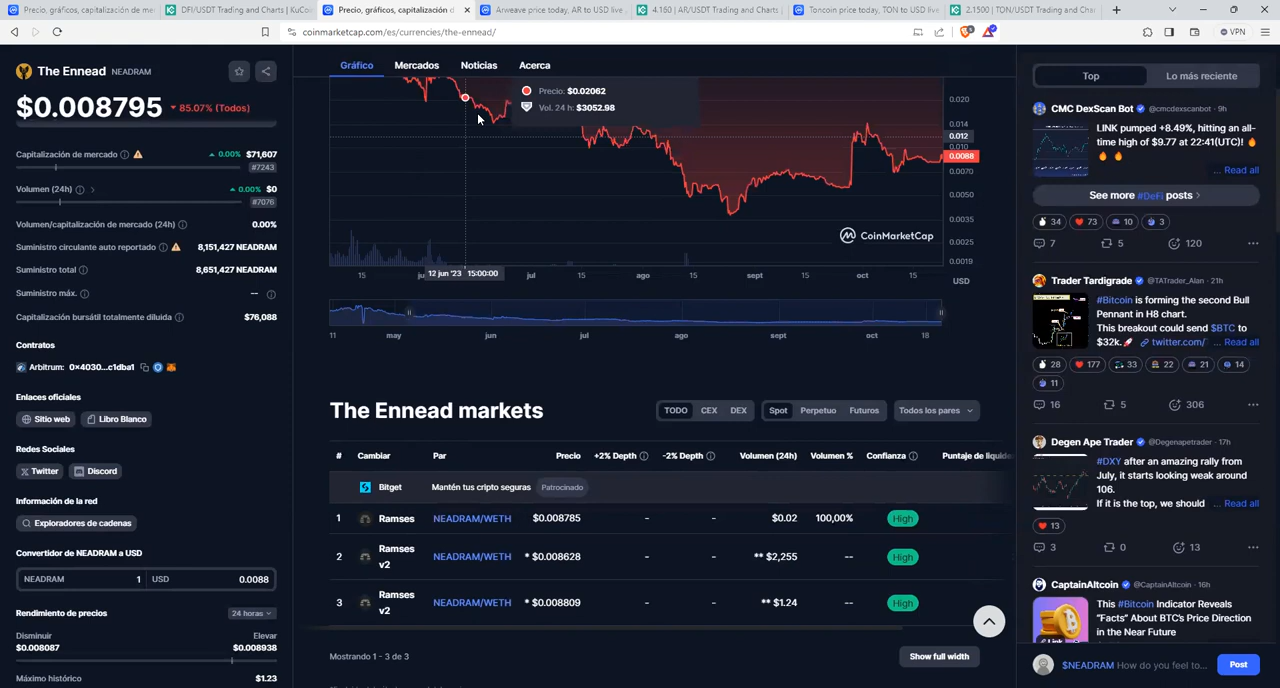 Precio, gráficos, capitalización de me
DFI/USDT Trading and Charts | KuCoi
Precio, gráficos, capitalización d
Arweave price today, AR to USD live
4.160 | AR/USDT Trading and Charts |
Toncoin price today, TON to USD live
2.1500 | TON/USDT Trading and Cha
coinmarketcap.com/es/currencies/the-ennead/
VPN
The Ennead NEADRAM
$0.008795 85.07% (Todos)
Capitalización de mercado 0.00% $71,607
#7243
Volumen (24h) 0.00% $0
#7076
Volumen/capitalización de mercado (24h) 0.00%
Suministro circulante auto reportado 8,151,427 NEADRAM
Suministro total 8,651,427 NEADRAM
Suministro máx. --
Capitalización bursátil totalmente diluida $76,088
Contratos
Arbitrum: 0x4030...c1dba1
Enlaces oficiales
Sitio web Libro Blanco
Redes Sociales
Twitter Discord
Información de la red
Exploradores de cadenas
Convertidor de NEADRAM a USD
NEADRAM 1 USD 0.0088
Rendimiento de precios 24 horas
Disminuir Elevar
$0.008087 $0.008938
Máximo histórico $1.23
Gráfico Mercados Noticias Acerca
Precio: $0.02062
Vol. 24 h: $3052.98
0.020
0.014
0.012
0.010
0.0088
0.0070
0.0050
0.0035
0.0025
0.0019
USD
CoinMarketCap
15 12 jun '23 15:00:00 jul 15 ago sept oct 15
11 may jun jul ago sept oct 18
The Ennead markets
TODO CEX DEX Spot Perpetuo Futuros Todos los pares
# Cambiar Par Precio +2% Depth -2% Depth Volumen (24h) Volumen % Confianza Puntaje de liquide
Bitget Mantén tus cripto seguras Patrocinado
1 Ramses NEADRAM/WETH $0.008785 - - $0.02 100,00% High
2 Ramses v2 NEADRAM/WETH * $0.008628 - - ** $2,255 -- High
3 Ramses v2 NEADRAM/WETH * $0.008809 - - ** $1.24 -- High
Mostrando 1 - 3 de 3
Show full width
Top Lo más reciente
CMC DexScan Bot @cmcdexscanbot · 9h
LINK pumped +8.49%, hitting an all-
time high of $9.77 at 22:41(UTC)!
... Read all
See more #DeFi posts
34 73 10 3
7 5 120
Trader Tardigrade @TATrader_Alan · 21h
#Bitcoin is forming the second Bull
Pennant in H8 chart.
This breakout could send $BTC to
$32k. twitter.com/ ... Read all
28 177 33 22 21 14
11
16 5 306
Degen Ape Trader @Degenapetrader · 17h
#DXY after an amazing rally from
July, it starts looking weak around
106.
If it is the top, we should ... Read all
13
3 0 13
CaptainAltcoin @CaptainAltcoin · 16h
This #Bitcoin Indicator Reveals
“Facts” About BTC's Price Direction
in the Near Future
$NEADRAM How do you feel to... Post